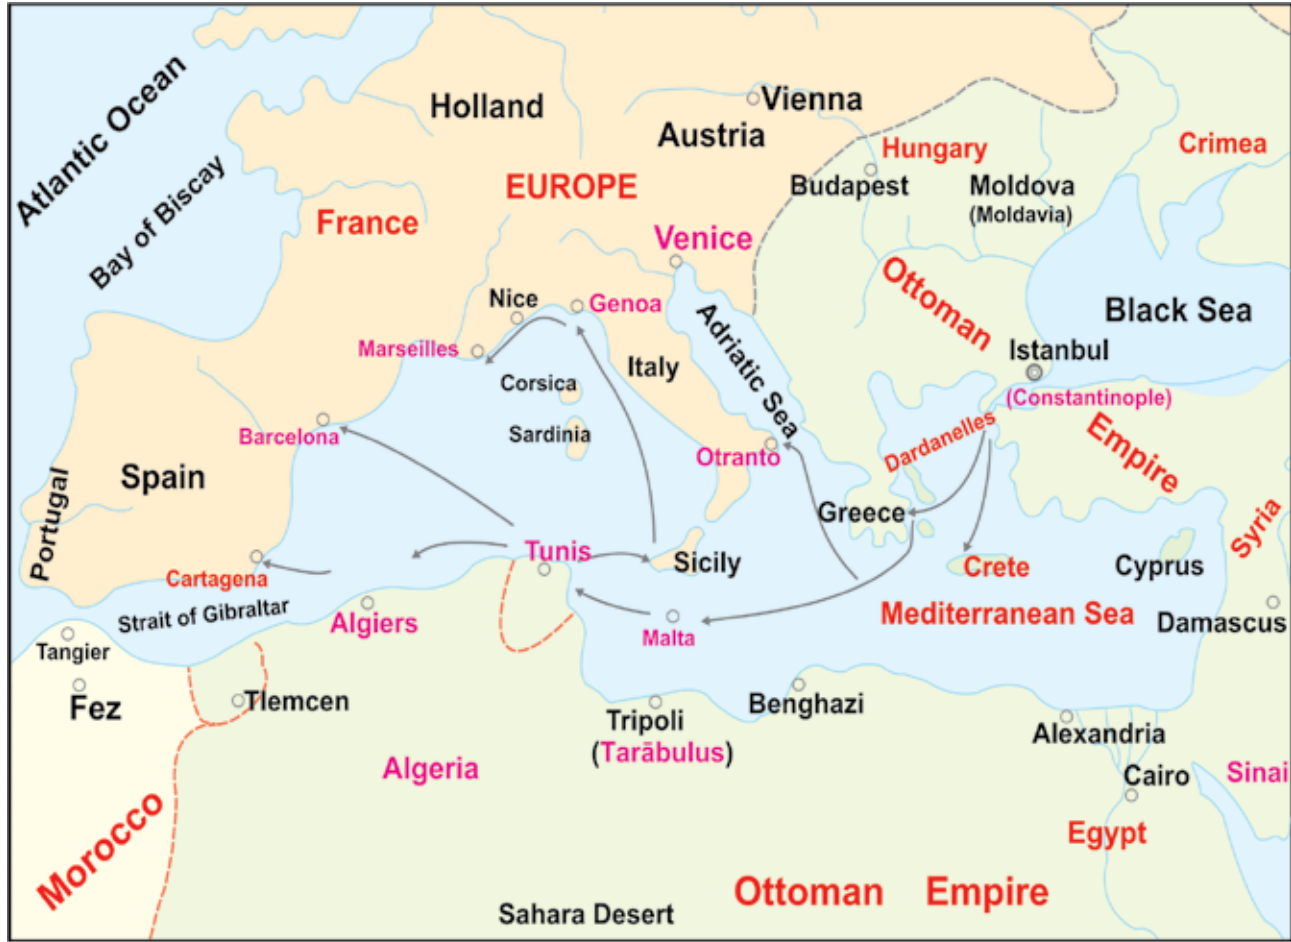 Atlantic Ocean
Holland
Vienna
Austria
Hungary
Crimea
Bay of Biscay
EUROPE
Budapest
Moldova
(Moldavia)
France
Venice
Nice
Genoa
Ottoman
Black Sea
Marseilles
Corsica
Italy
Adriatic Sea
Istanbul
(Constantinople)
Barcelona
Sardinia
Otranto
Dardanelles
Empire
Spain
Portugal
Greece
Syria
Tunis
Sicily
Crete
Cyprus
Cartagena
Strait of Gibraltar
Algiers
Malta
Mediterranean Sea
Damascus
Tangier
Fez
Tlemcen
Tripoli
(Tarābulus)
Benghazi
Alexandria
Algeria
Cairo
Sinai
Morocco
Egypt
Ottoman Empire
Sahara Desert